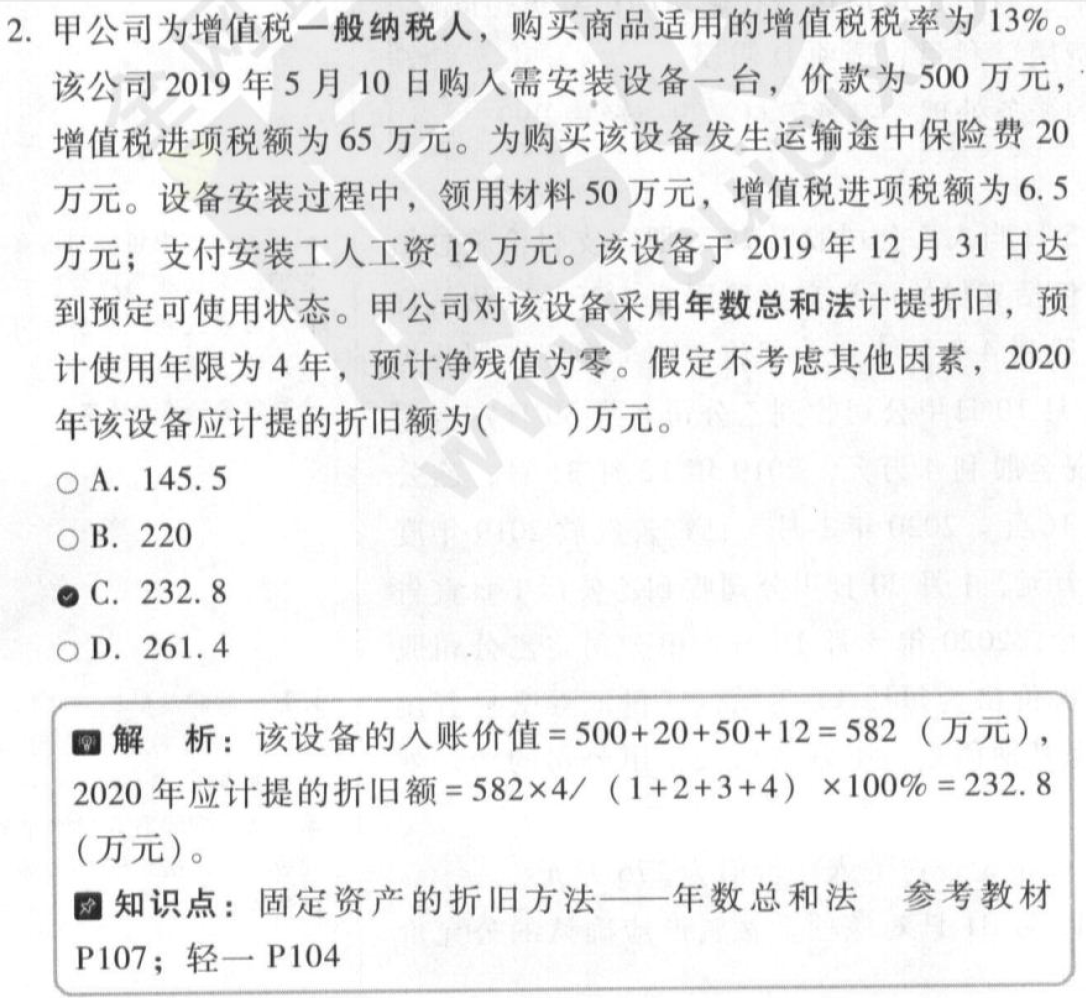 2. 甲公司为增值税一般纳税人，购买商品适用的增值税税率为 13%。
该公司 2019 年 5 月 10 日购入需安装设备一台，价款为 500 万元，
增值税进项税额为 65 万元。为购买该设备发生运输途中保险费 20
万元。设备安装过程中，领用材料 50 万元，增值税进项税额为 6.5
万元；支付安装工人工资 12 万元。该设备于 2019 年 12 月 31 日达
到预定可使用状态。甲公司对该设备采用年数总和法计提折旧，预
计使用年限为 4 年，预计净残值为零。假定不考虑其他因素，2020
年该设备应计提的折旧额为(　　)万元。
A. 145.5
B. 220
C. 232.8
D. 261.4
解　析：该设备的入账价值=500+20+50+12=582（万元），
2020 年应计提的折旧额=582×4/（1+2+3+4）×100%=232.8
（万元）。
知识点：固定资产的折旧方法——年数总和法　参考教材
P107；轻一 P104